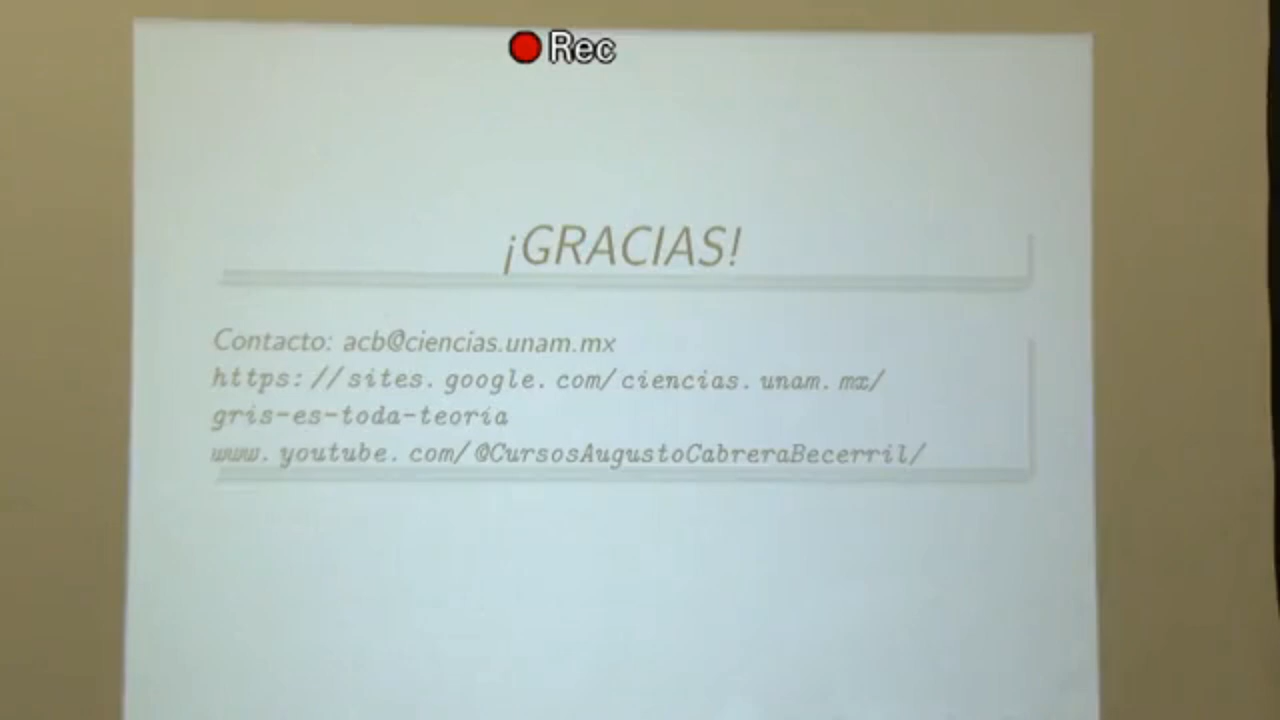 Rec
¡GRACIAS!
Contacto: acb@ciencias.unam.mx
https://sites.google.com/ciencias.unam.mx/
gris-es-toda-teoría
www.youtube.com/@CursosAugustoCabreraBecerril/